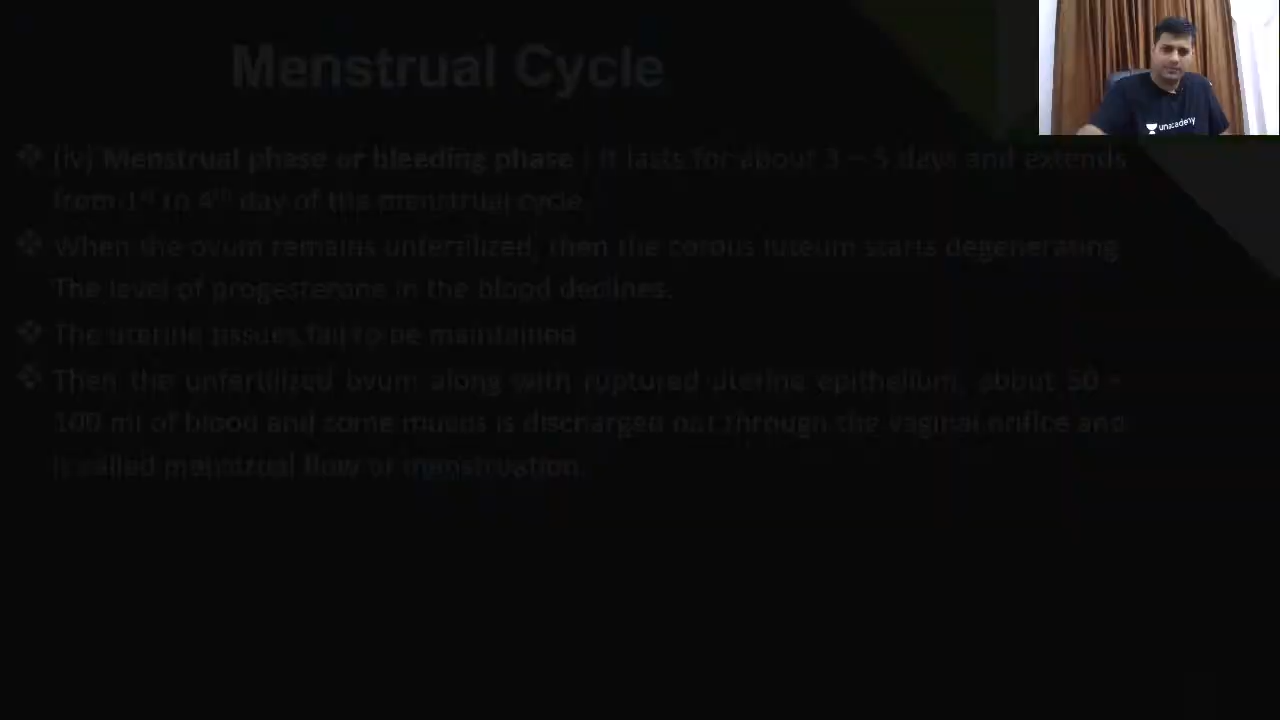 Menstrual Cycle
unacademy
❖ (iv) Menstrual phase or bleeding phase : It lasts for about 3 – 5 days and extends
from 1st to 4th day of the menstrual cycle.
❖ When the ovum remains unfertilized, then the corpus luteum starts degenerating.
The level of progesterone in the blood declines.
❖ The uterine tissues fail to be maintained
❖ Then the unfertilized ovum along with ruptured uterine epithelium, about 50 –
100 ml of blood and some mucus is discharged out through the vaginal orifice and
is called menstrual flow or menstruation.